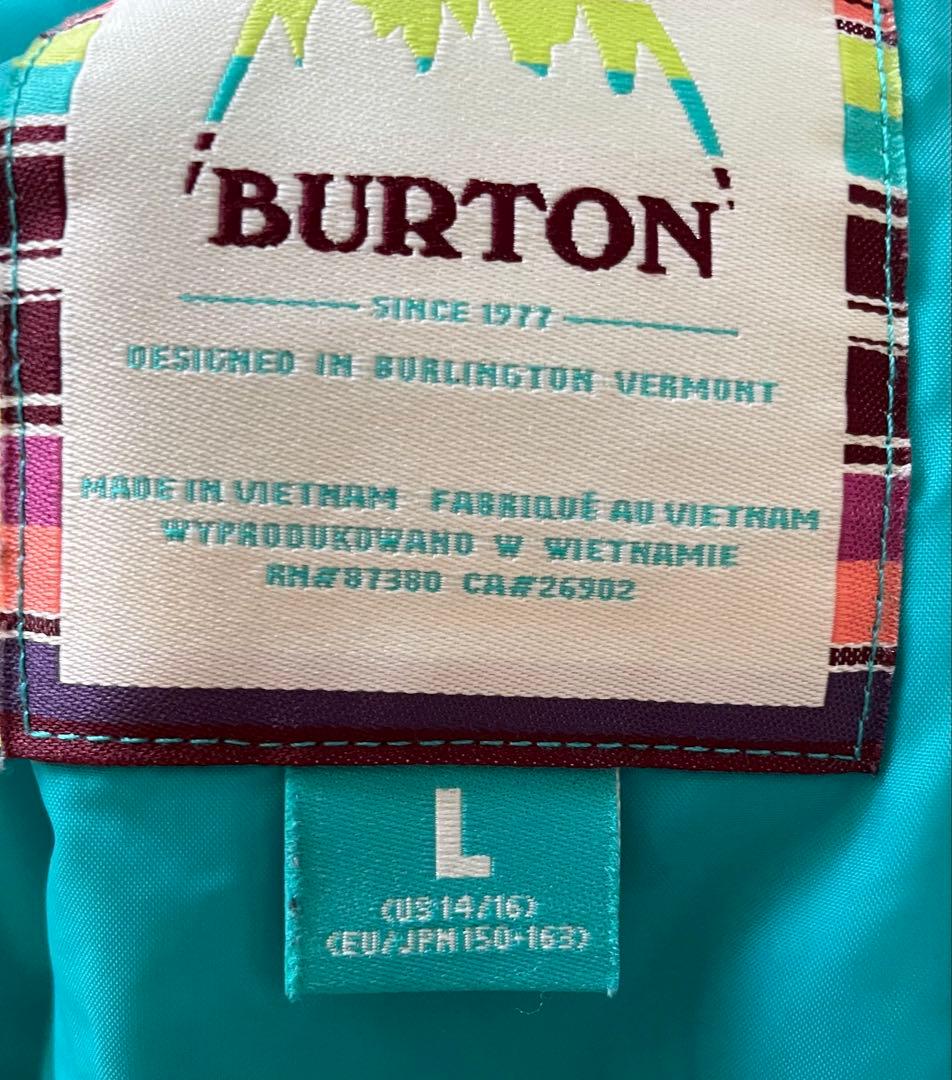 BURTON
SINCE 1977
DESIGNED IN BURLINGTON VERMONT
MADE IN VIETNAM FABRIQUÉ AU VIETNAM
WYPRODUKOWANO W WIETNAMIE
RN#87380 CA#26902
L
(US 14/16)
(EU/JPN 150-163)